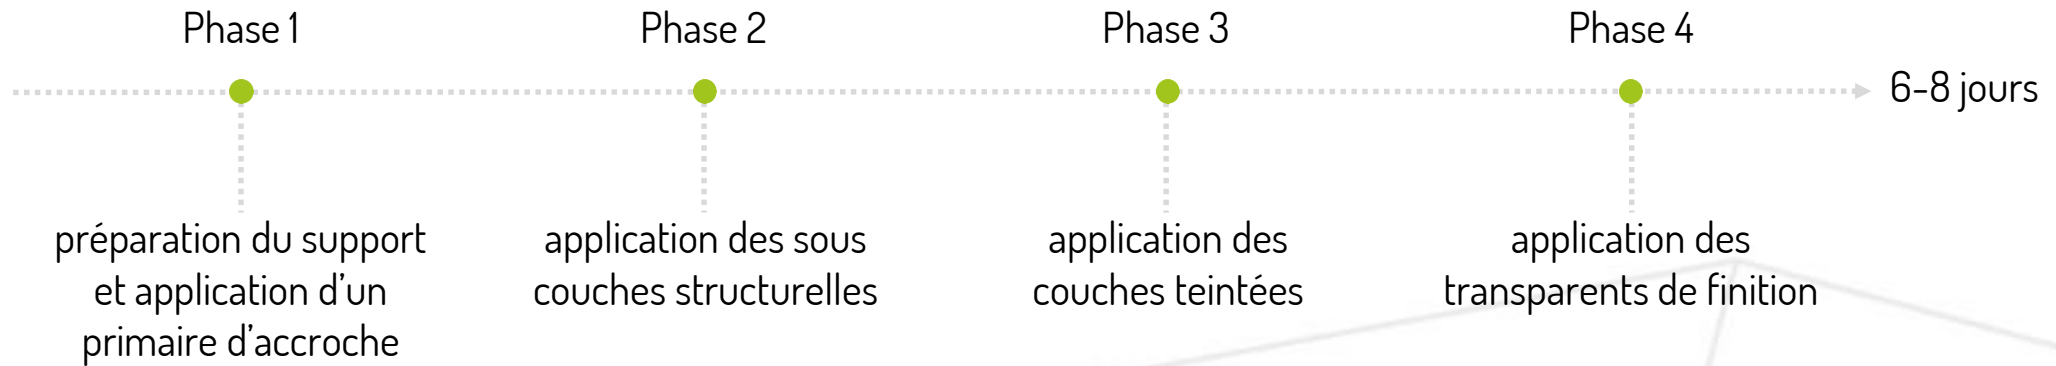 Phase 1
Phase 2
Phase 3
Phase 4
6-8 jours
préparation du support
et application d’un
primaire d’accroche
application des sous
couches structurelles
application des
couches teintées
application des
transparents de finition